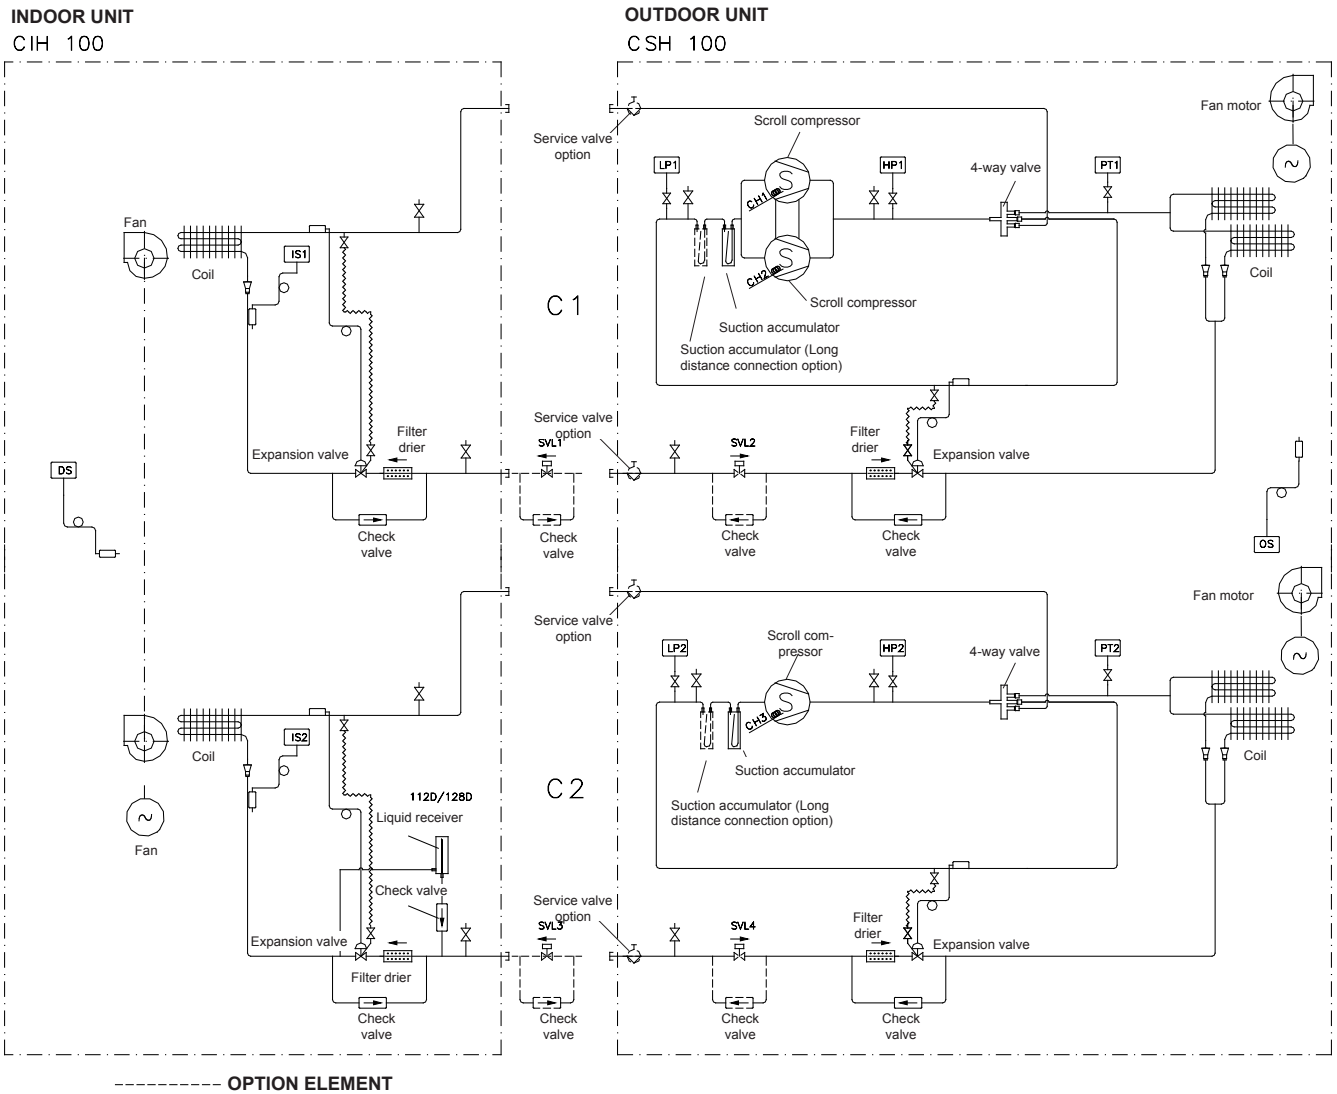 INDOOR UNIT
CIH 100
OUTDOOR UNIT
CSH 100
Fan motor
Service valve
option
Scroll compressor
LP1
HP1
4-way valve
PT1
CH1
Fan
IS1
Coil
CH2
Coil
C1
Scroll compressor
Suction accumulator
Suction accumulator (Long
distance connection option)
Service valve
option
Filter
drier
Expansion valve
SVL1
SVL2
Filter
drier
Expansion valve
DS
Check
valve
Check
valve
Check
valve
Check
valve
OS
Fan motor
Service valve
option
Scroll com-
pressor
LP2
HP2
4-way valve
PT2
CH3
IS2
Coil
Coil
C2
Suction accumulator
112D/128D
Liquid receiver
Suction accumulator (Long
distance connection option)
Fan
Check valve
Service valve
option
Filter
drier
SVL3
SVL4
Expansion valve
Expansion valve
Filter drier
Check
valve
Check
valve
Check
valve
Check
valve
OPTION ELEMENT